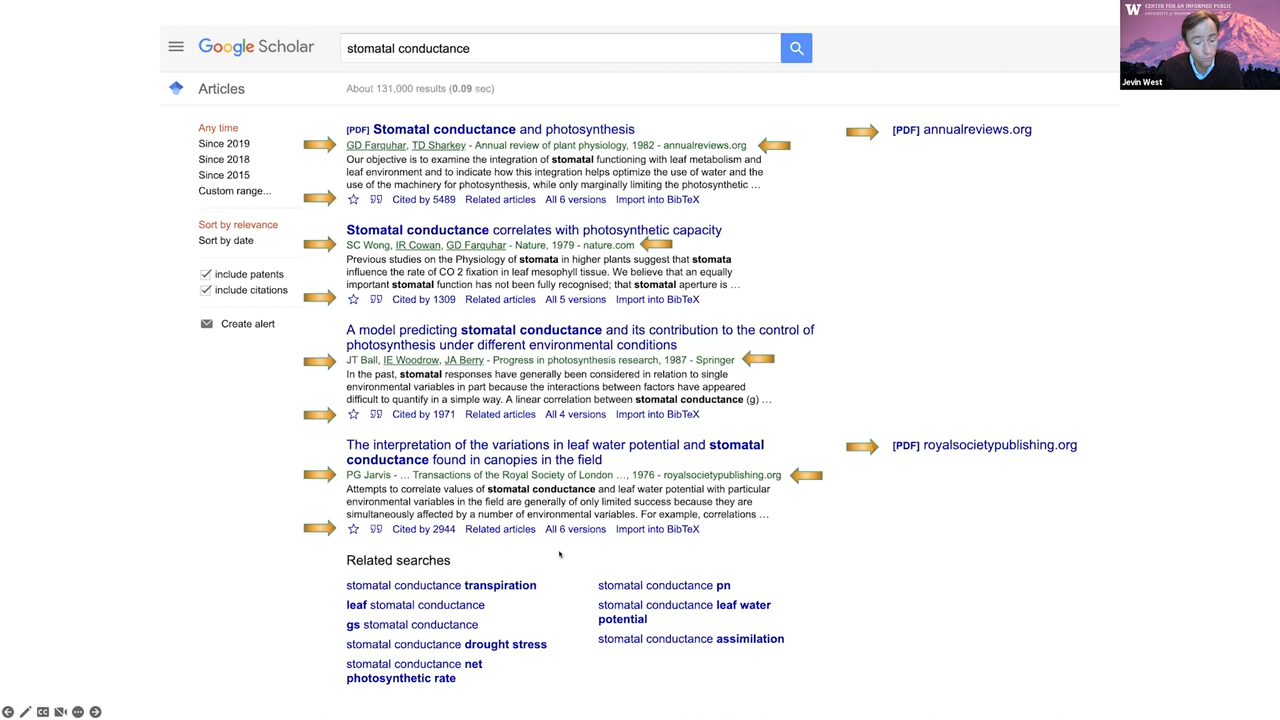 Google Scholar
stomatal conductance
Articles
About 131,000 results (0.09 sec)
Any time
Since 2019
Since 2018
Since 2015
Custom range...
Sort by relevance
Sort by date
include patents
include citations
Create alert
[PDF] Stomatal conductance and photosynthesis
GD Farquhar, TD Sharkey - Annual review of plant physiology, 1982 - annualreviews.org
Our objective is to examine the integration of stomatal functioning with leaf metabolism and
leaf environment and to indicate how this integration helps optimize the use of water and the
use of the machinery for photosynthesis, while only marginally limiting the photosynthetic …
Cited by 5489 Related articles All 6 versions Import into BibTeX
[PDF] annualreviews.org
Stomatal conductance correlates with photosynthetic capacity
SC Wong, IR Cowan, GD Farquhar - Nature, 1979 - nature.com
Previous studies on the Physiology of stomata in higher plants suggest that stomata
influence the rate of CO 2 fixation in leaf mesophyll tissue. We believe that an equally
important stomatal function has not been fully recognised; that stomatal aperture is …
Cited by 1309 Related articles All 5 versions Import into BibTeX
A model predicting stomatal conductance and its contribution to the control of
photosynthesis under different environmental conditions
JT Ball, IE Woodrow, JA Berry - Progress in photosynthesis research, 1987 - Springer
In the past, stomatal responses have generally been considered in relation to single
environmental variables in part because the interactions between factors have appeared
difficult to quantify in a simple way. A linear correlation between stomatal conductance (g) …
Cited by 1971 Related articles All 4 versions Import into BibTeX
The interpretation of the variations in leaf water potential and stomatal
conductance found in canopies in the field
PG Jarvis - … Transactions of the Royal Society of London …, 1976 - royalsocietypublishing.org
Attempts to correlate values of stomatal conductance and leaf water potential with particular
environmental variables in the field are generally of only limited success because they are
simultaneously affected by a number of environmental variables. For example, correlations …
Cited by 2944 Related articles All 6 versions Import into BibTeX
[PDF] royalsocietypublishing.org
Related searches
stomatal conductance transpiration
leaf stomatal conductance
gs stomatal conductance
stomatal conductance drought stress
stomatal conductance net
photosynthetic rate
stomatal conductance pn
stomatal conductance leaf water
potential
stomatal conductance assimilation
W CENTER FOR AN INFORMED PUBLIC
Jevin West
CC